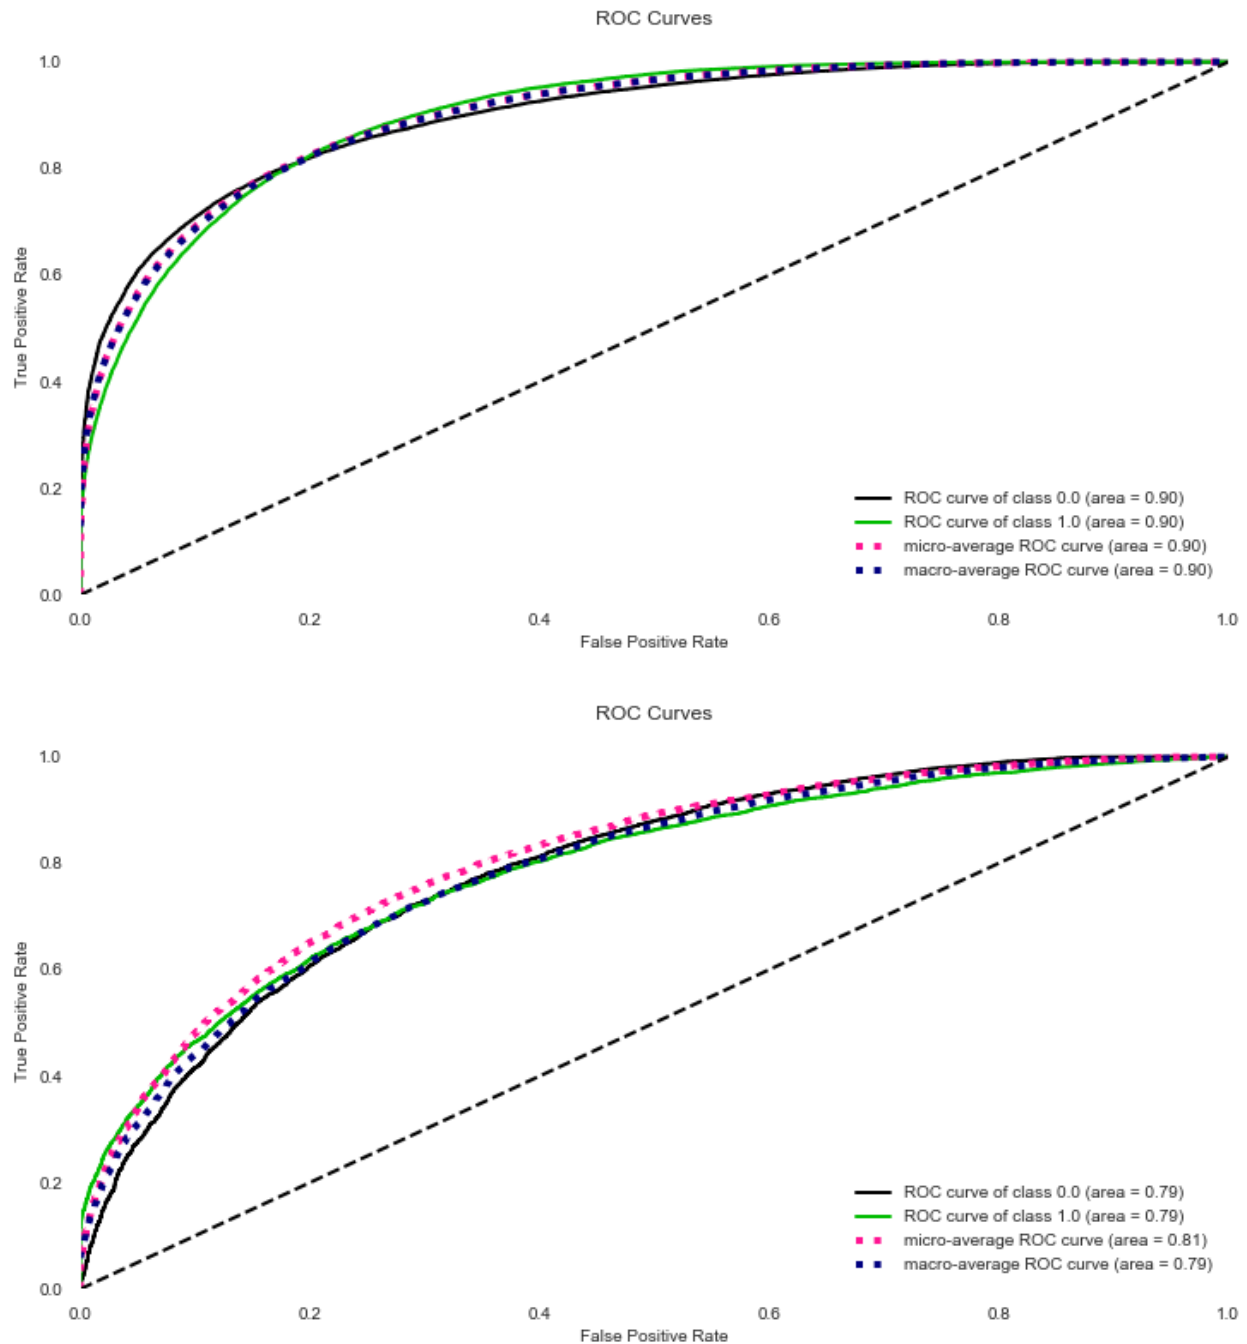 ROC Curves
1.0
0.8
0.6
0.4
0.2
0.0
True Positive Rate
ROC curve of class 0.0 (area = 0.90)
ROC curve of class 1.0 (area = 0.90)
micro-average ROC curve (area = 0.90)
macro-average ROC curve (area = 0.90)
0.0 0.2 0.4 0.6 0.8 1.0
False Positive Rate
ROC Curves
1.0
0.8
0.6
0.4
0.2
0.0
True Positive Rate
ROC curve of class 0.0 (area = 0.79)
ROC curve of class 1.0 (area = 0.79)
micro-average ROC curve (area = 0.81)
macro-average ROC curve (area = 0.79)
0.0 0.2 0.4 0.6 0.8 1.0
False Positive Rate